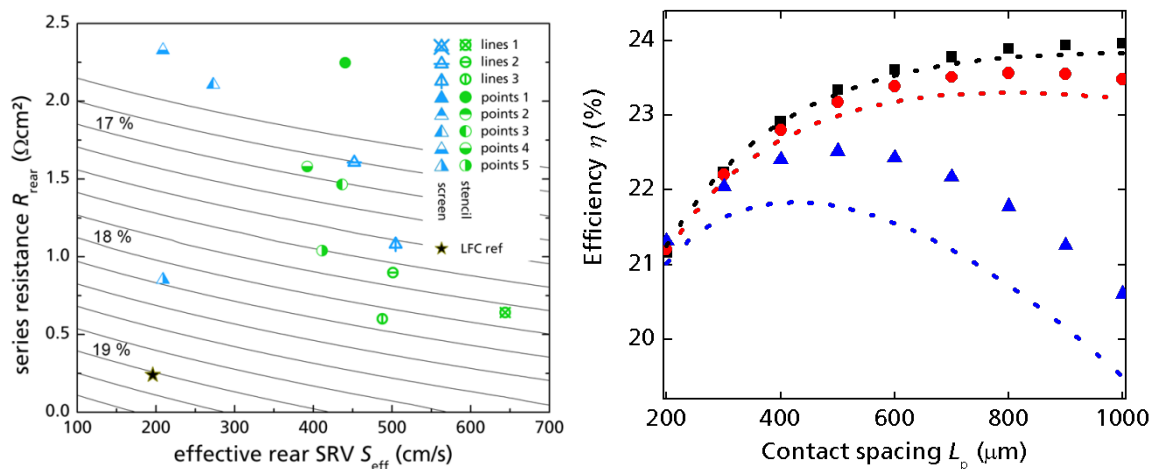 2.5
2.0
1.5
1.0
0.5
0.0
series resistance R_rear (Ωcm²)
17 %
18 %
19 %
lines 1
lines 2
lines 3
points 1
points 2
points 3
points 4
points 5
screen
stencil
LFC ref
100 200 300 400 500 600 700
effective rear SRV S_eff (cm/s)
24
23
22
21
20
Efficiency η (%)
200 400 600 800 1000
Contact spacing L_p (μm)